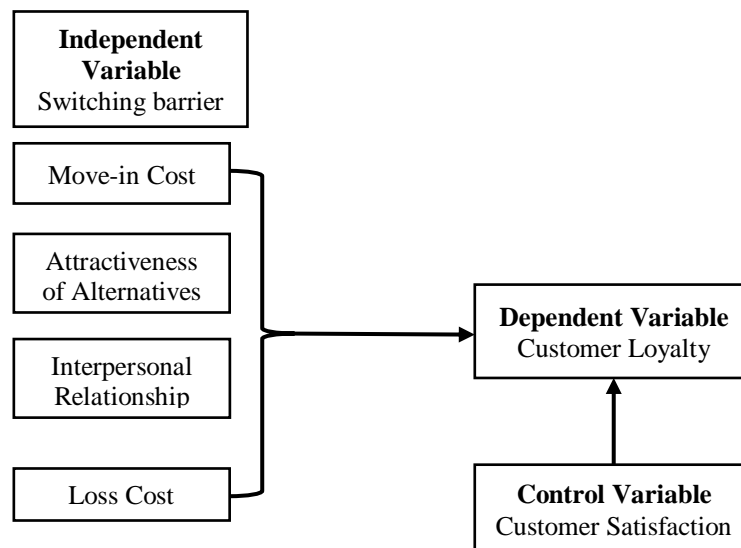 Independent
Variable
Switching barrier
Move-in Cost
Attractiveness
of Alternatives
Interpersonal
Relationship
Loss Cost
Dependent Variable
Customer Loyalty
Control Variable
Customer Satisfaction